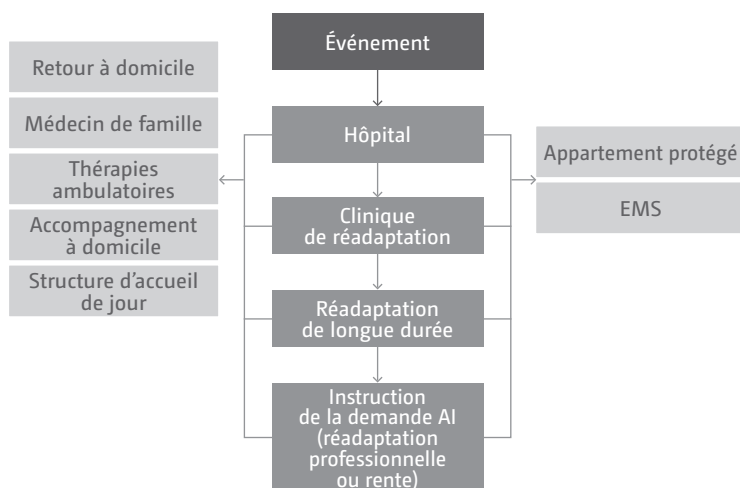 Événement
Retour à domicile
Médecin de famille
Thérapies
ambulatoires
Accompagnement
à domicile
Structure d’accueil
de jour
Hôpital
Clinique
de réadaptation
Réadaptation
de longue durée
Instruction
de la demande AI
(réadaptation
professionnelle
ou rente)
Appartement protégé
EMS